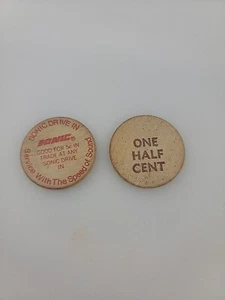 SONIC DRIVE IN
SONIC®
GOOD FOR 5¢ IN
TRADE AT ANY
SONIC DRIVE
IN
Service With The Speed of Sound
ONE
HALF
CENT